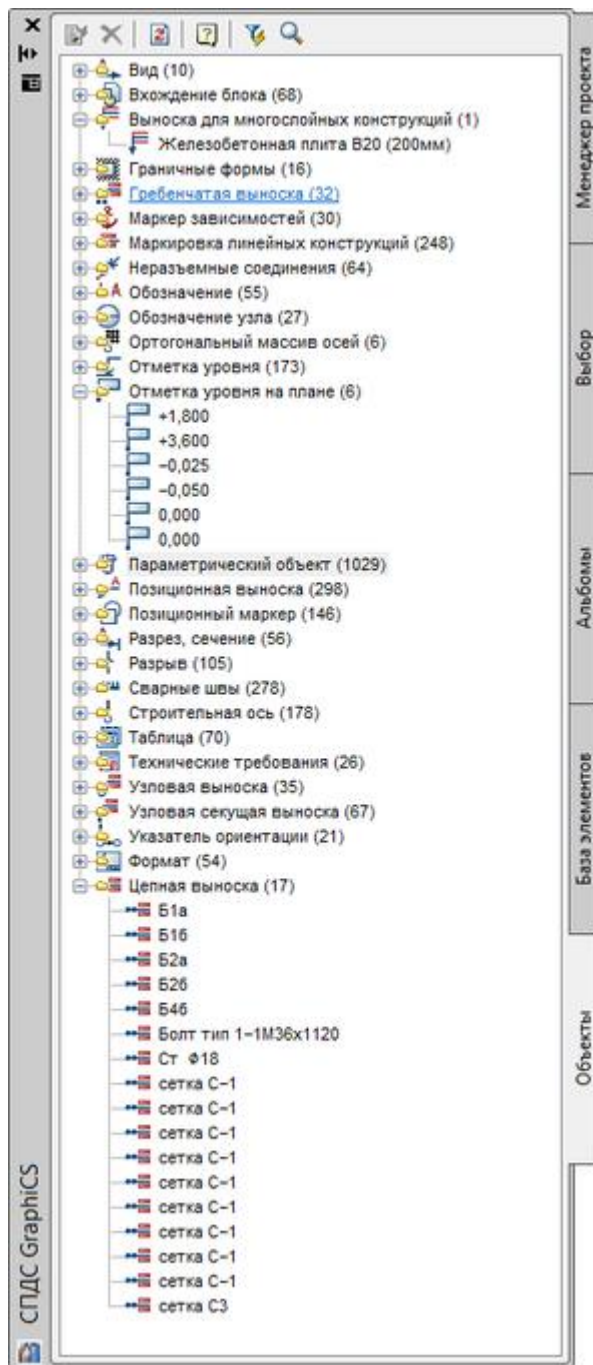 Вид (10)
Вхождение блока (68)
Выноска для многослойных конструкций (1)
Железобетонная плита В20 (200мм)
Граничные формы (16)
Гребенчатая выноска (32)
Маркер зависимостей (30)
Маркировка линейных конструкций (248)
Неразъемные соединения (64)
Обозначение (55)
Обозначение узла (27)
Ортогональный массив осей (6)
Отметка уровня (173)
Отметка уровня на плане (6)
+1,800
+3,600
-0,025
-0,050
0,000
0,000
Параметрический объект (1029)
Позиционная выноска (298)
Позиционный маркер (146)
Разрез, сечение (56)
Разрыв (105)
Сварные швы (278)
Строительная ось (178)
Таблица (70)
Технические требования (26)
Узловая выноска (35)
Узловая секущая выноска (67)
Указатель ориентации (21)
Формат (54)
Цепная выноска (17)
Б1а
Б1б
Б2а
Б2б
Б4б
Болт тип 1-1М36х1120
Ст Ф18
сетка С-1
сетка С-1
сетка С-1
сетка С-1
сетка С-1
сетка С-1
сетка С-1
сетка С-1
сетка С-1
сетка С3
Менеджер проекта
Выбор
Альбомы
База элементов
Объекты
СПДС GraphiCS